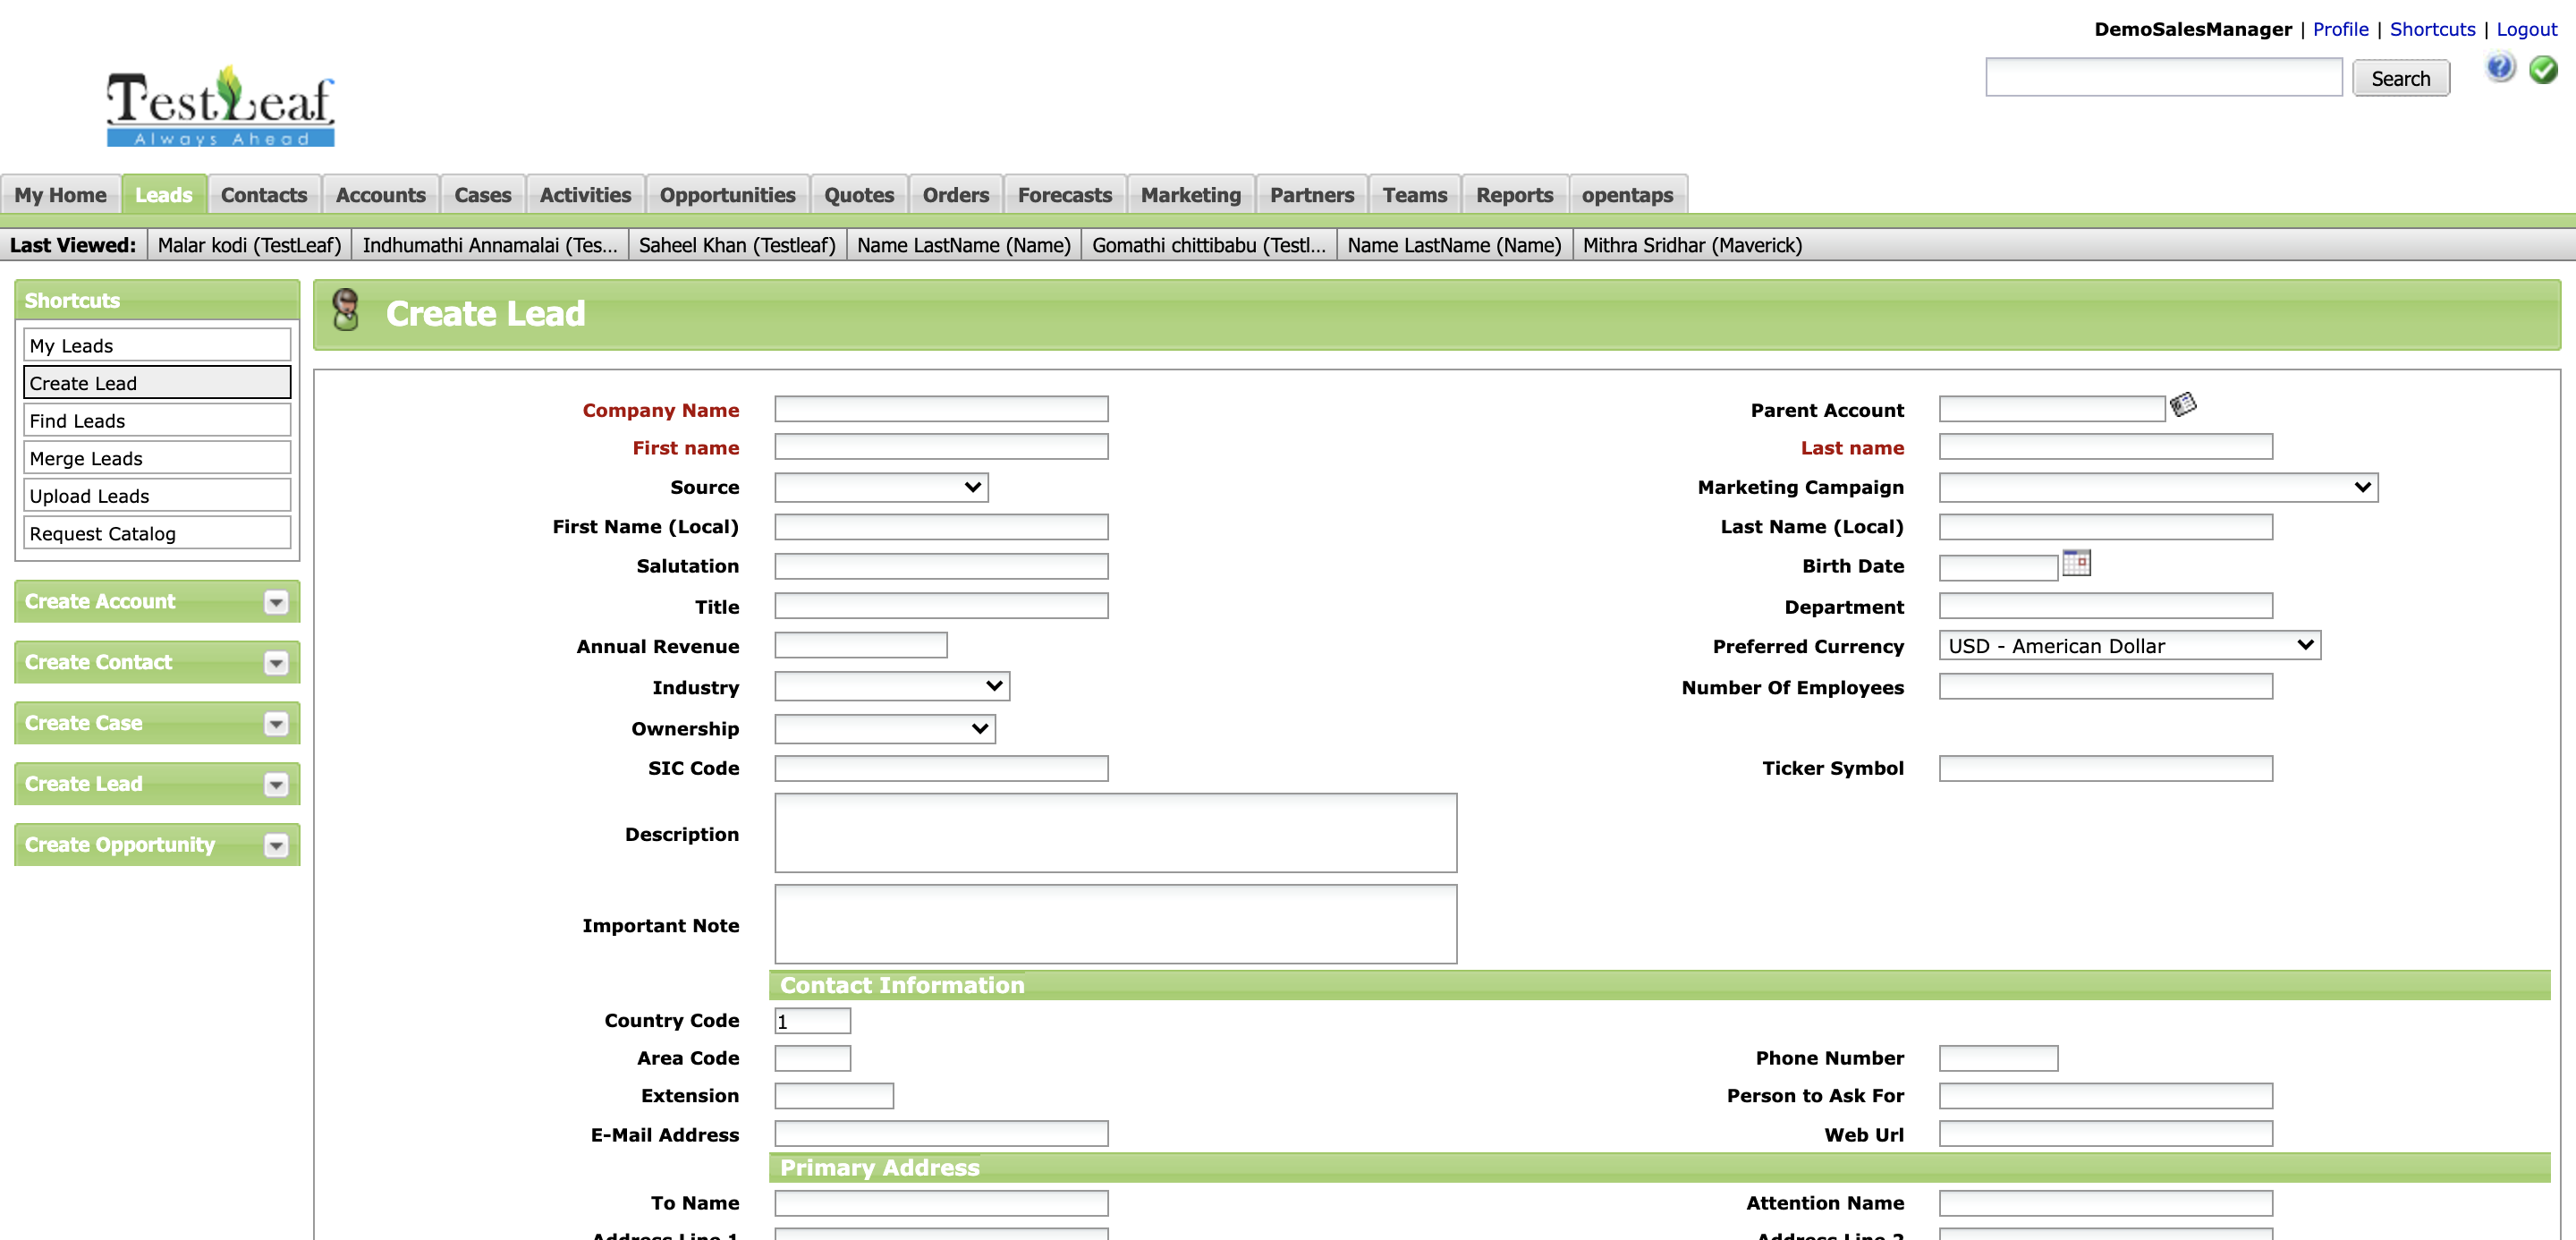 DemoSalesManager | Profile | Shortcuts | Logout
Search
TestLeaf
Always Ahead
My Home Leads Contacts Accounts Cases Activities Opportunities Quotes Orders Forecasts Marketing Partners Teams Reports opentaps
Last Viewed: Malar kodi (TestLeaf) Indhumathi Annamalai (Tes... Saheel Khan (Testleaf) Name LastName (Name) Gomathi chittibabu (Testl... Name LastName (Name) Mithra Sridhar (Maverick)
Shortcuts
My Leads
Create Lead
Find Leads
Merge Leads
Upload Leads
Request Catalog
Create Account
Create Contact
Create Case
Create Lead
Create Opportunity
Create Lead
Company Name Parent Account
First name Last name
Source Marketing Campaign
First Name (Local) Last Name (Local)
Salutation Birth Date
Title Department
Annual Revenue Preferred Currency USD - American Dollar
Industry Number Of Employees
Ownership
SIC Code Ticker Symbol
Description
Important Note
Contact Information
Country Code 1
Area Code Phone Number
Extension Person to Ask For
E-Mail Address Web Url
Primary Address
To Name Attention Name
Address Line 1 Address Line 2